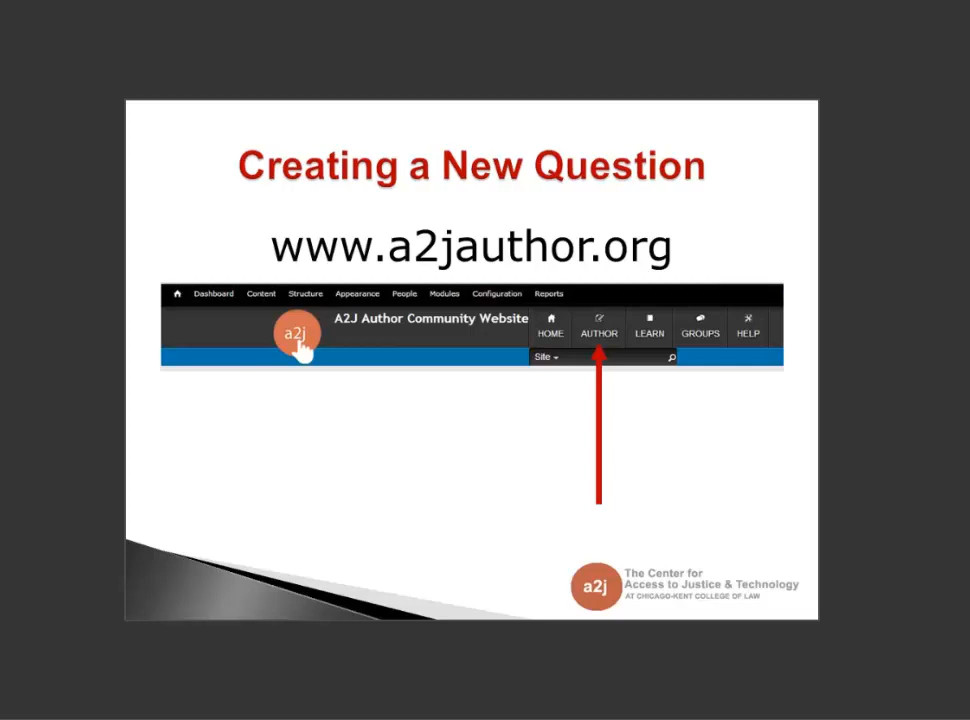 Creating a New Question
www.a2jauthor.org
Dashboard Content Structure Appearance People Modules Configuration Reports
a2j
A2J Author Community Website
HOME AUTHOR LEARN GROUPS HELP
Site
a2j
The Center for
Access to Justice & Technology
AT CHICAGO-KENT COLLEGE OF LAW